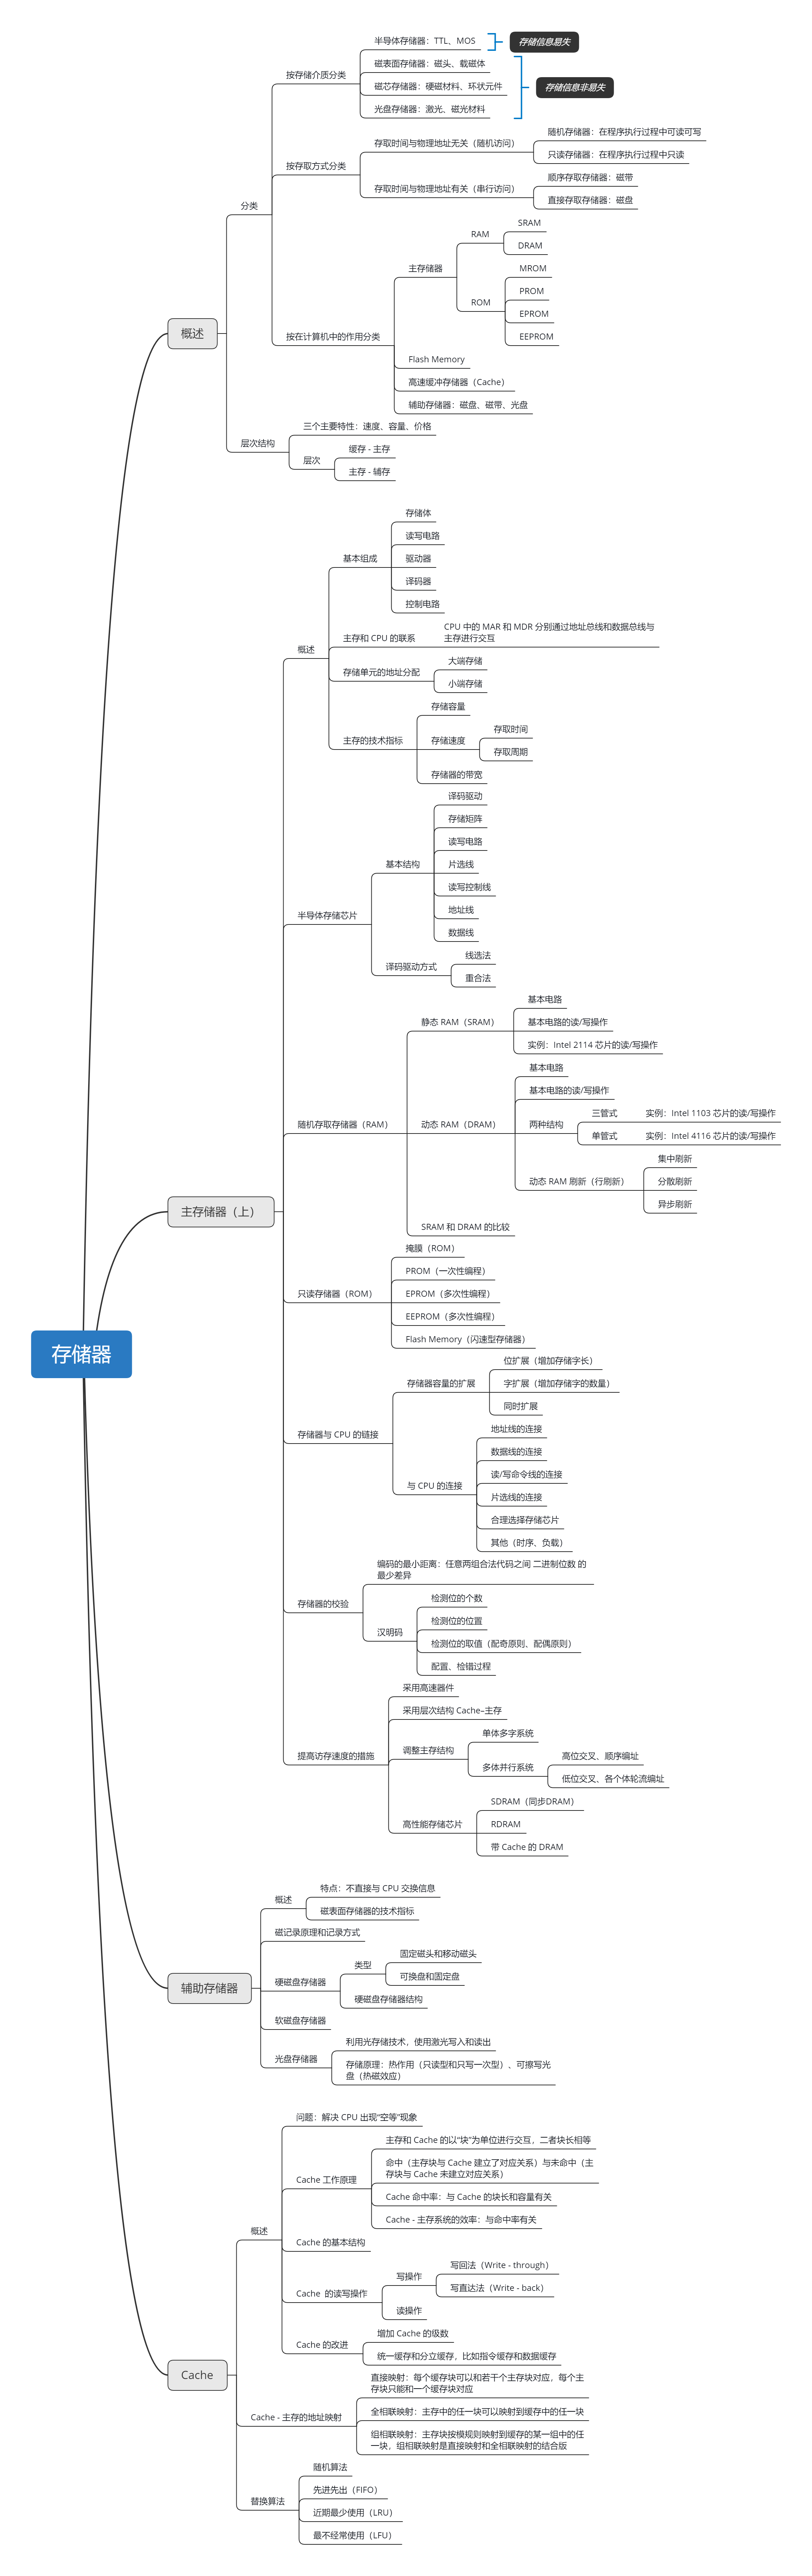 存储器
概述
分类
按存储介质分类
半导体存储器：TTL、MOS
存储信息易失
磁表面存储器：磁头、载磁体
磁芯存储器：硬磁材料、环状元件
光盘存储器：激光、磁光材料
存储信息非易失
按存取方式分类
存取时间与物理地址无关（随机访问）
随机存储器：在程序执行过程中可读可写
只读存储器：在程序执行过程中只读
存取时间与物理地址有关（串行访问）
顺序存取存储器：磁带
直接存取存储器：磁盘
按在计算机中的作用分类
主存储器
RAM
SRAM
DRAM
ROM
MROM
PROM
EPROM
EEPROM
Flash Memory
高速缓冲存储器（Cache）
辅助存储器：磁盘、磁带、光盘
层次结构
三个主要特性：速度、容量、价格
层次
缓存 - 主存
主存 - 辅存
主存储器（上）
概述
基本组成
存储体
读写电路
驱动器
译码器
控制电路
主存和 CPU 的联系
CPU 中的 MAR 和 MDR 分别通过地址总线和数据总线与
主存进行交互
存储单元的地址分配
大端存储
小端存储
主存的技术指标
存储容量
存储速度
存取时间
存取周期
存储器的带宽
半导体存储芯片
基本结构
译码驱动
存储矩阵
读写电路
片选线
读写控制线
地址线
数据线
译码驱动方式
线选法
重合法
随机存取存储器（RAM）
静态 RAM（SRAM）
基本电路
基本电路的读/写操作
实例：Intel 2114 芯片的读/写操作
动态 RAM（DRAM）
基本电路
基本电路的读/写操作
两种结构
三管式
实例：Intel 1103 芯片的读/写操作
单管式
实例：Intel 4116 芯片的读/写操作
动态 RAM 刷新（行刷新）
集中刷新
分散刷新
异步刷新
SRAM 和 DRAM 的比较
只读存储器（ROM）
掩膜（ROM）
PROM（一次性编程）
EPROM（多次性编程）
EEPROM（多次性编程）
Flash Memory（闪速型存储器）
存储器与 CPU 的链接
存储器容量的扩展
位扩展（增加存储字长）
字扩展（增加存储字的数量）
同时扩展
与 CPU 的连接
地址线的连接
数据线的连接
读/写命令线的连接
片选线的连接
合理选择存储芯片
其他（时序、负载）
存储器的校验
编码的最小距离：任意两组合法代码之间 二进制位数 的
最少差异
汉明码
检测位的个数
检测位的位置
检测位的取值（配奇原则、配偶原则）
配置、检错过程
提高访存速度的措施
采用高速器件
采用层次结构 Cache–主存
调整主存结构
单体多字系统
多体并行系统
高位交叉、顺序编址
低位交叉、各个体轮流编址
高性能存储芯片
SDRAM（同步DRAM）
RDRAM
带 Cache 的 DRAM
辅助存储器
概述
特点：不直接与 CPU 交换信息
磁表面存储器的技术指标
磁记录原理和记录方式
硬磁盘存储器
类型
固定磁头和移动磁头
可换盘和固定盘
硬磁盘存储器结构
软磁盘存储器
光盘存储器
利用光存储技术，使用激光写入和读出
存储原理：热作用（只读型和只写一次型）、可擦写光
盘（热磁效应）
Cache
概述
问题：解决 CPU 出现“空等”现象
Cache 工作原理
主存和 Cache 的以“块”为单位进行交互，二者块长相等
命中（主存块与 Cache 建立了对应关系）与未命中（主
存块与 Cache 未建立对应关系）
Cache 命中率：与 Cache 的块长和容量有关
Cache - 主存系统的效率：与命中率有关
Cache 的基本结构
Cache 的读写操作
写操作
写回法（Write - through）
写直达法（Write - back）
读操作
Cache 的改进
增加 Cache 的级数
统一缓存和分立缓存，比如指令缓存和数据缓存
Cache - 主存的地址映射
直接映射：每个缓存块可以和若干个主存块对应，每个主
存块只能和一个缓存块对应
全相联映射：主存中的任一块可以映射到缓存中的任一块
组相联映射：主存块按模规则映射到缓存的某一组中的任
一块，组相联映射是直接映射和全相联映射的结合版
替换算法
随机算法
先进先出（FIFO）
近期最少使用（LRU）
最不经常使用（LFU）